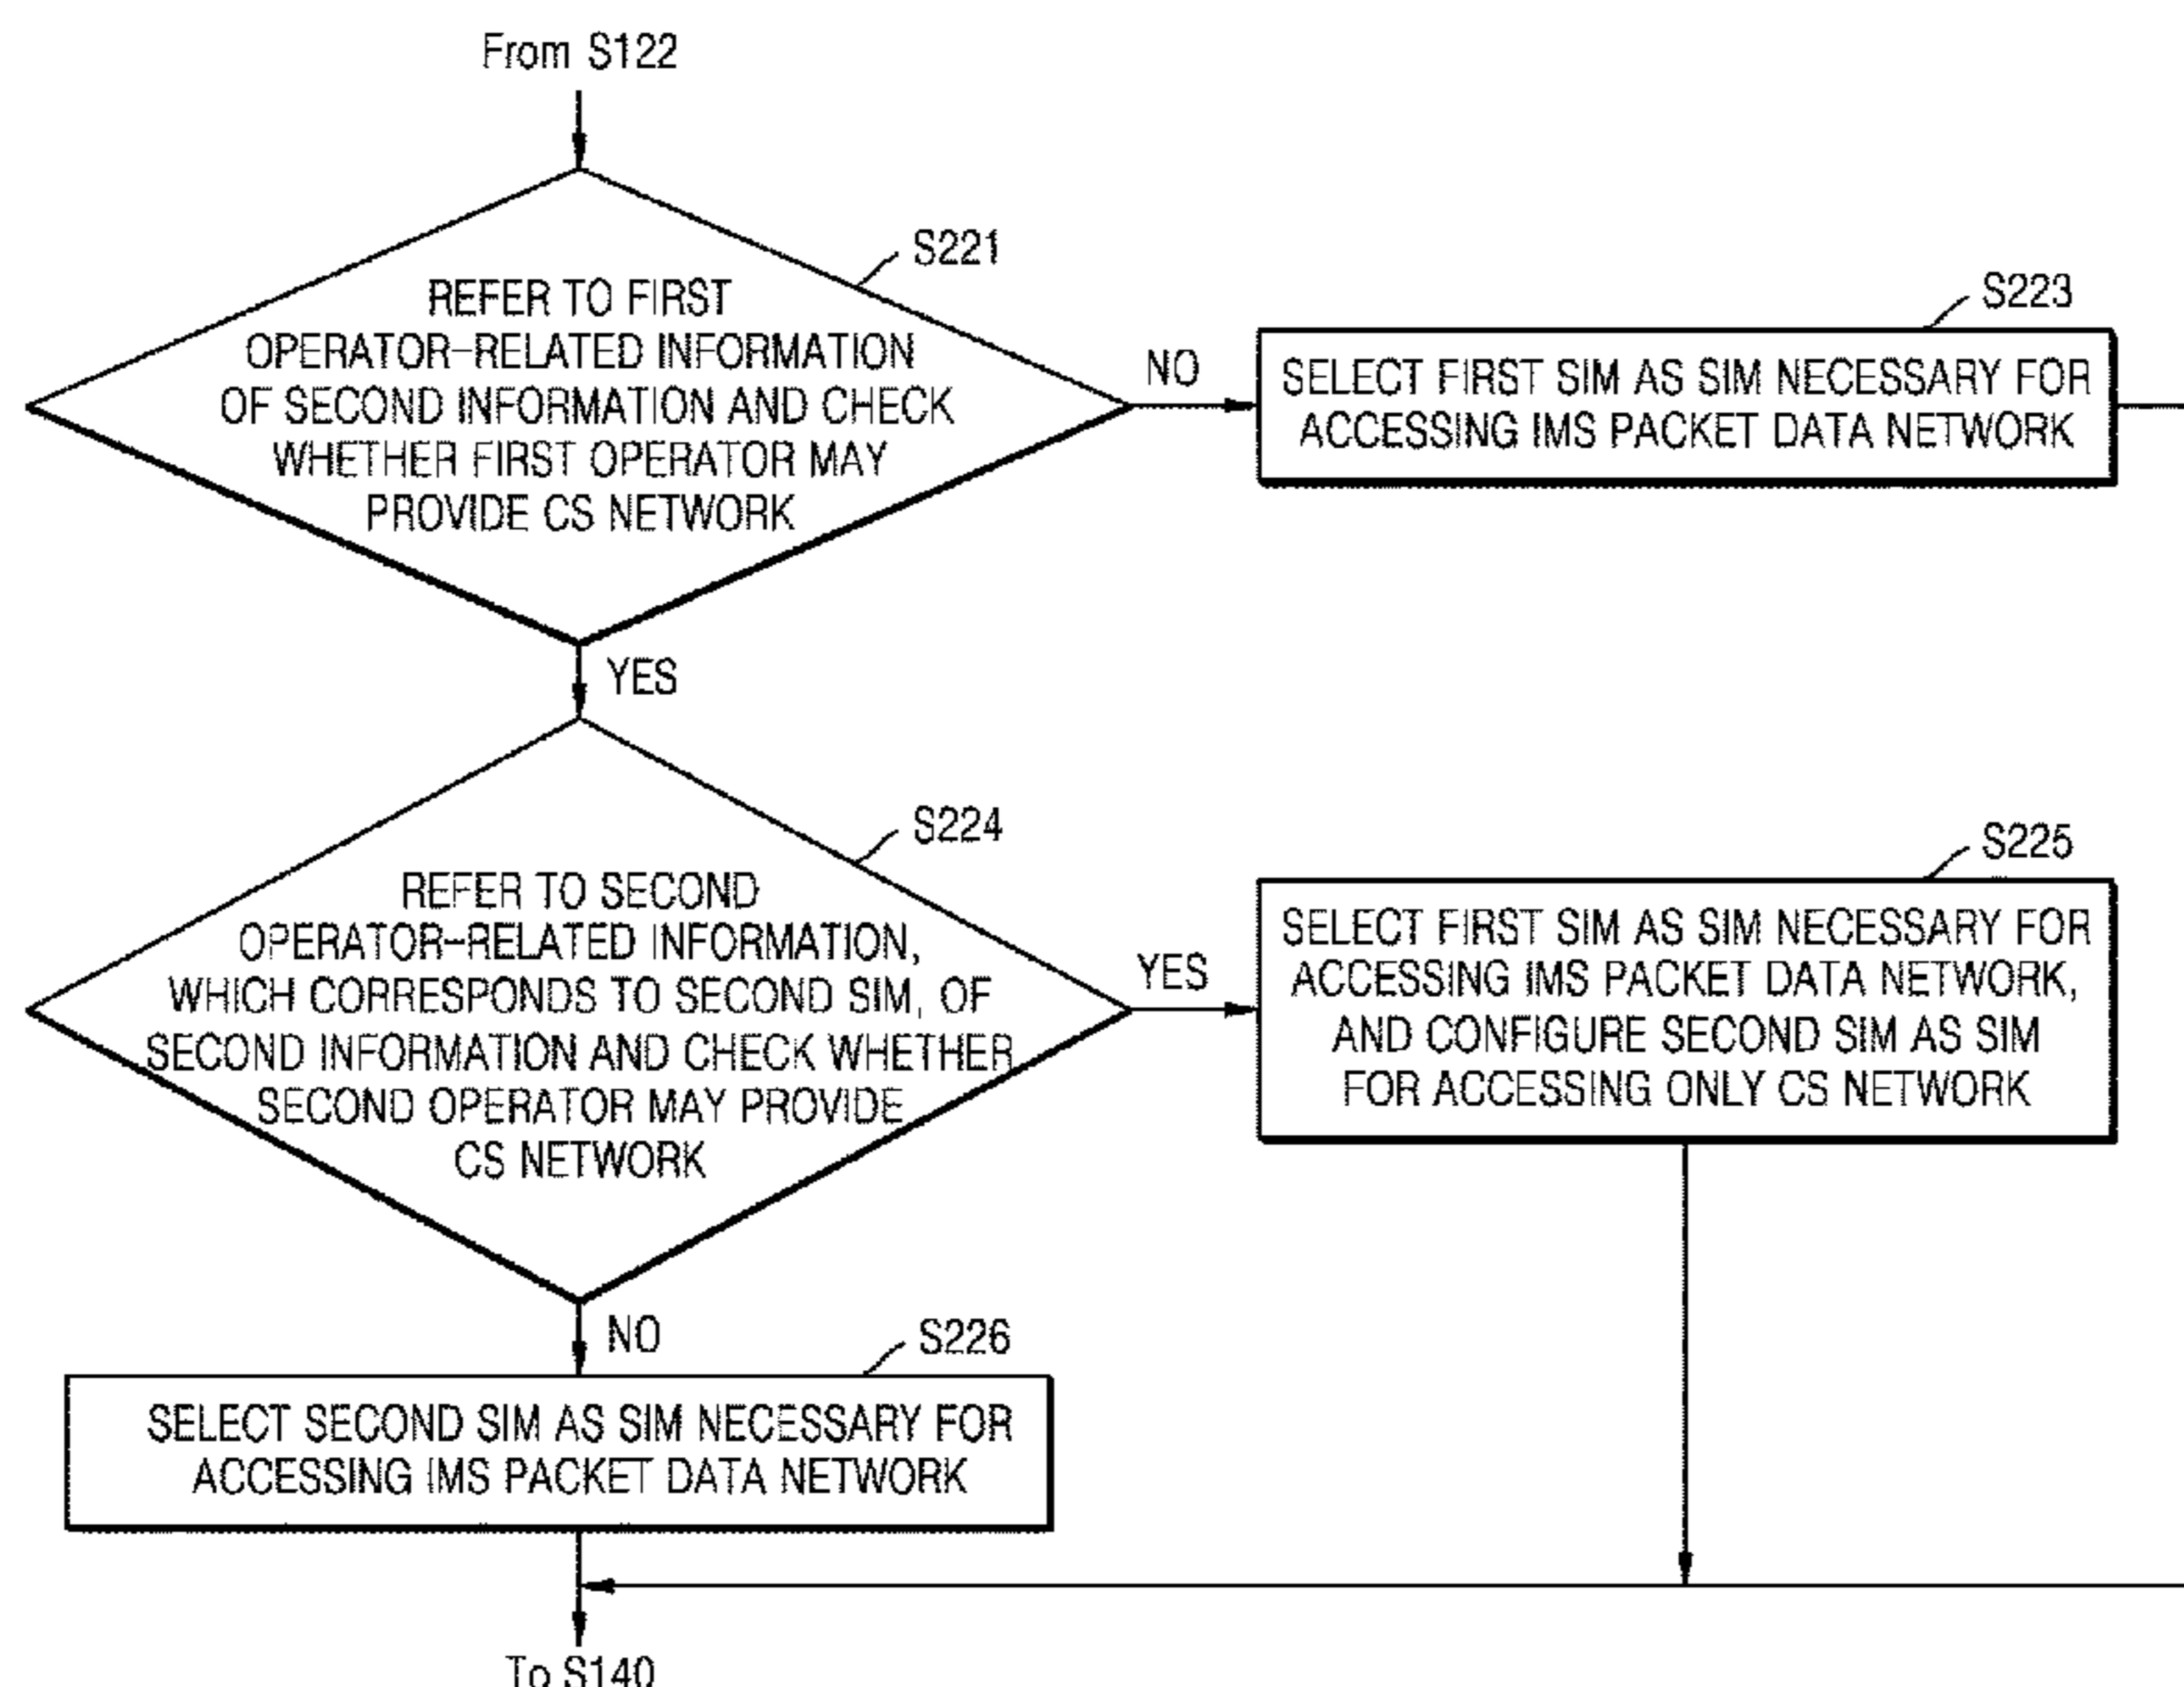 From S122
S221
REFER TO FIRST
OPERATOR-RELATED INFORMATION
OF SECOND INFORMATION AND CHECK
WHETHER FIRST OPERATOR MAY
PROVIDE CS NETWORK
NO
S223
SELECT FIRST SIM AS SIM NECESSARY FOR
ACCESSING IMS PACKET DATA NETWORK
YES
S224
REFER TO SECOND
OPERATOR-RELATED INFORMATION,
WHICH CORRESPONDS TO SECOND SIM, OF
SECOND INFORMATION AND CHECK WHETHER
SECOND OPERATOR MAY PROVIDE
CS NETWORK
YES
S225
SELECT FIRST SIM AS SIM NECESSARY FOR
ACCESSING IMS PACKET DATA NETWORK,
AND CONFIGURE SECOND SIM AS SIM
FOR ACCESSING ONLY CS NETWORK
NO
S226
SELECT SECOND SIM AS SIM NECESSARY FOR
ACCESSING IMS PACKET DATA NETWORK
To S140